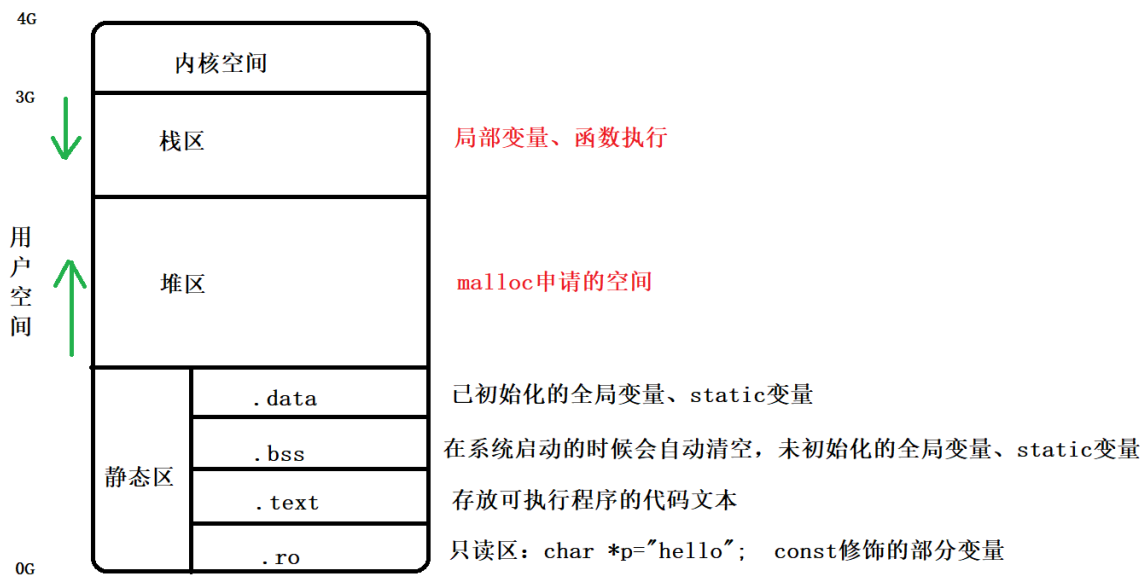 4G
内核空间
3G
栈区
局部变量、函数执行
用户空间
堆区
malloc申请的空间
.data
已初始化的全局变量、static变量
.bss
在系统启动的时候会自动清空，未初始化的全局变量、static变量
静态区
.text
存放可执行程序的代码文本
.ro
只读区：char *p="hello"; const修饰的部分变量
0G